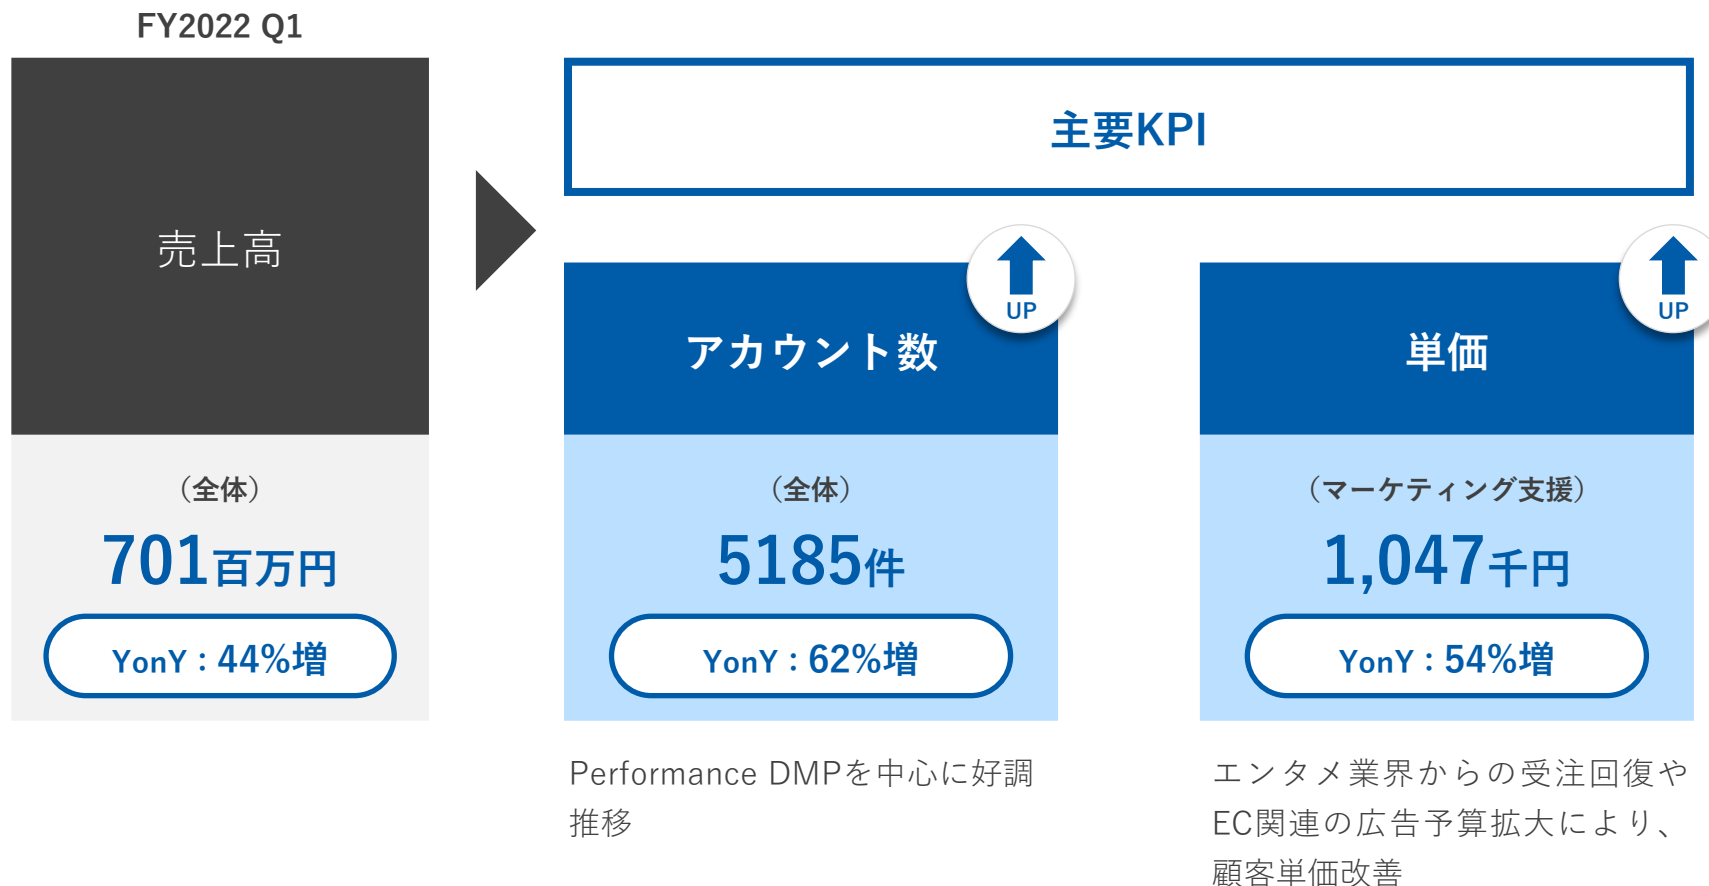 FY2022 Q1
売上高
（全体）
701百万円
YonY：44%増
主要KPI
UP
アカウント数
（全体）
5185件
YonY：62%増
Performance DMPを中心に好調
推移
UP
単価
（マーケティング支援）
1,047千円
YonY：54%増
エンタメ業界からの受注回復や
EC関連の広告予算拡大により、
顧客単価改善